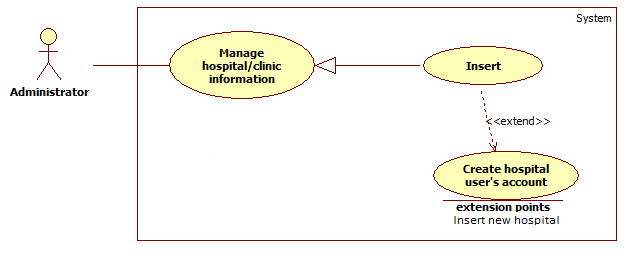 System
Administrator
Manage
hospital/clinic
information
Insert
<<extend>>
Create hospital
user's account
extension points
Insert new hospital